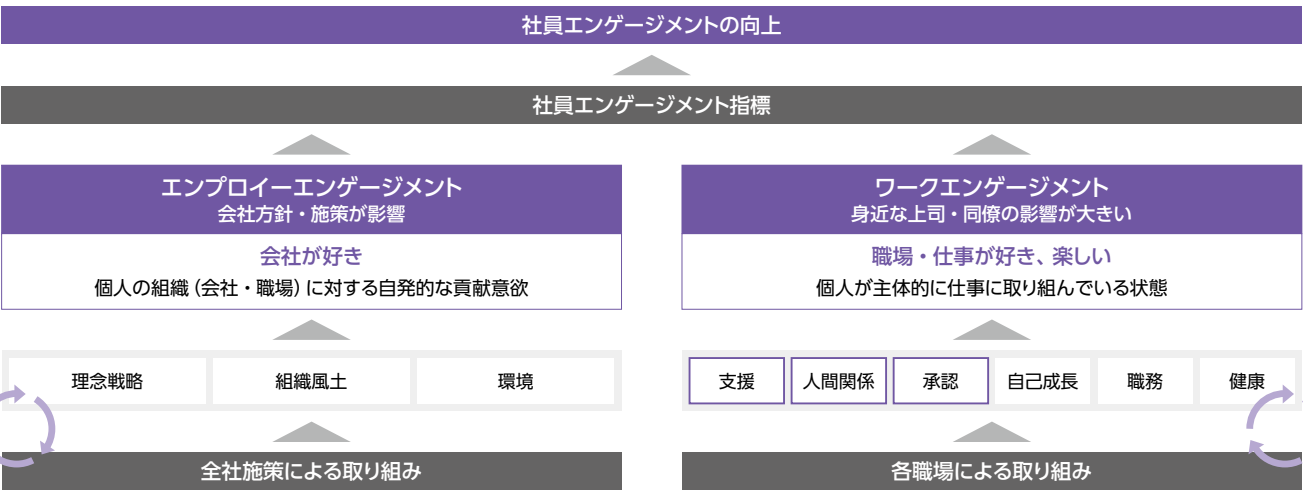 社員エンゲージメントの向上
社員エンゲージメント指標
エンプロイーエンゲージメント
会社方針・施策が影響
会社が好き
個人の組織（会社・職場）に対する自発的な貢献意欲
理念戦略
組織風土
環境
全社施策による取り組み
ワークエンゲージメント
身近な上司・同僚の影響が大きい
職場・仕事が好き、楽しい
個人が主体的に仕事に取り組んでいる状態
支援
人間関係
承認
自己成長
職務
健康
各職場による取り組み